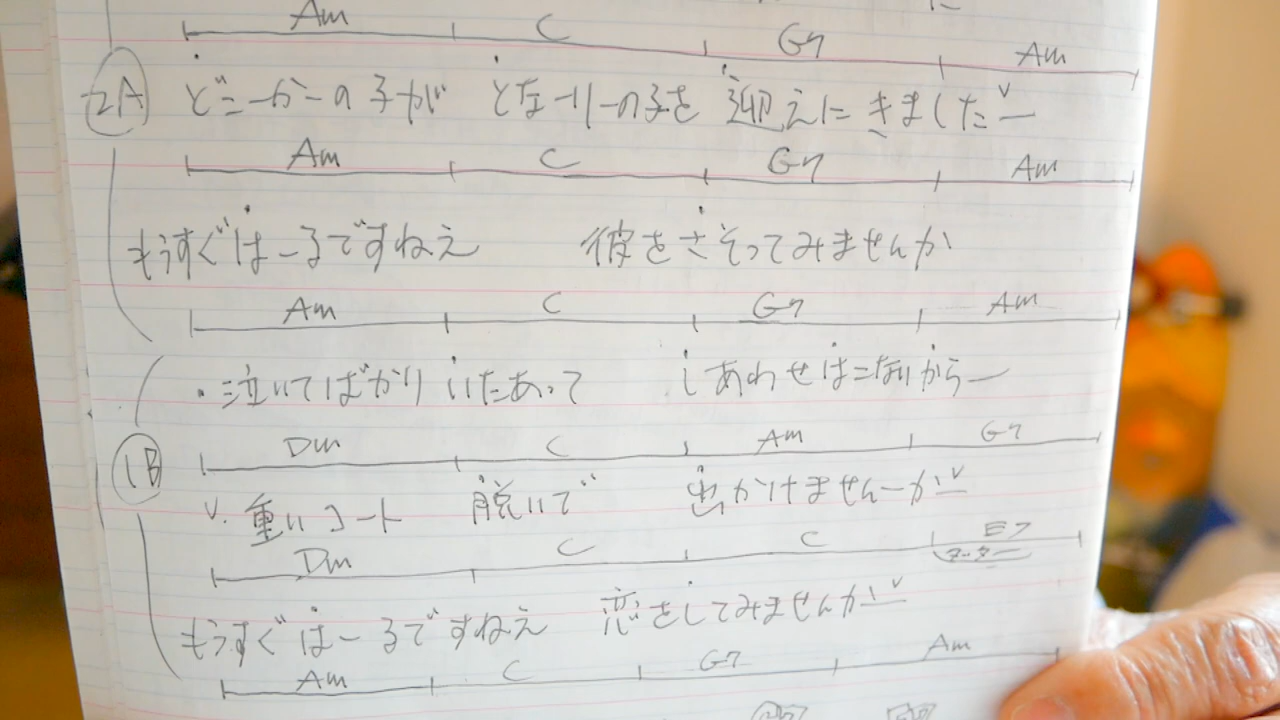 Am C G7 Am
2A どこーかーの子が となーりーの子を 迎えに きましたー
Am C G7 Am
もうすぐはーるですねえ 彼をさそってみませんか
Am C G7 Am
泣いてばかりいたあって しあわせはこないからー
Dm C Am G7
1B 重いコート 脱いで 出かけませんーかー
Dm C C E7
もうすぐはーるですねえ 恋をしてみませんかー
Am C G7 Am